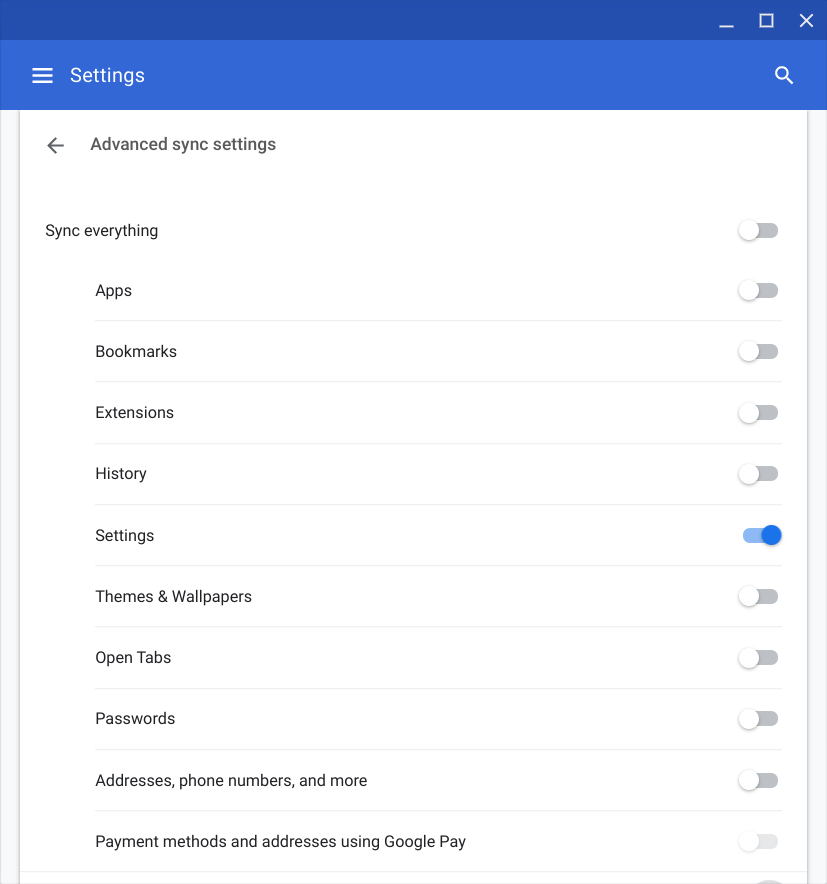 Settings
Advanced sync settings
Sync everything
Apps
Bookmarks
Extensions
History
Settings
Themes & Wallpapers
Open Tabs
Passwords
Addresses, phone numbers, and more
Payment methods and addresses using Google Pay